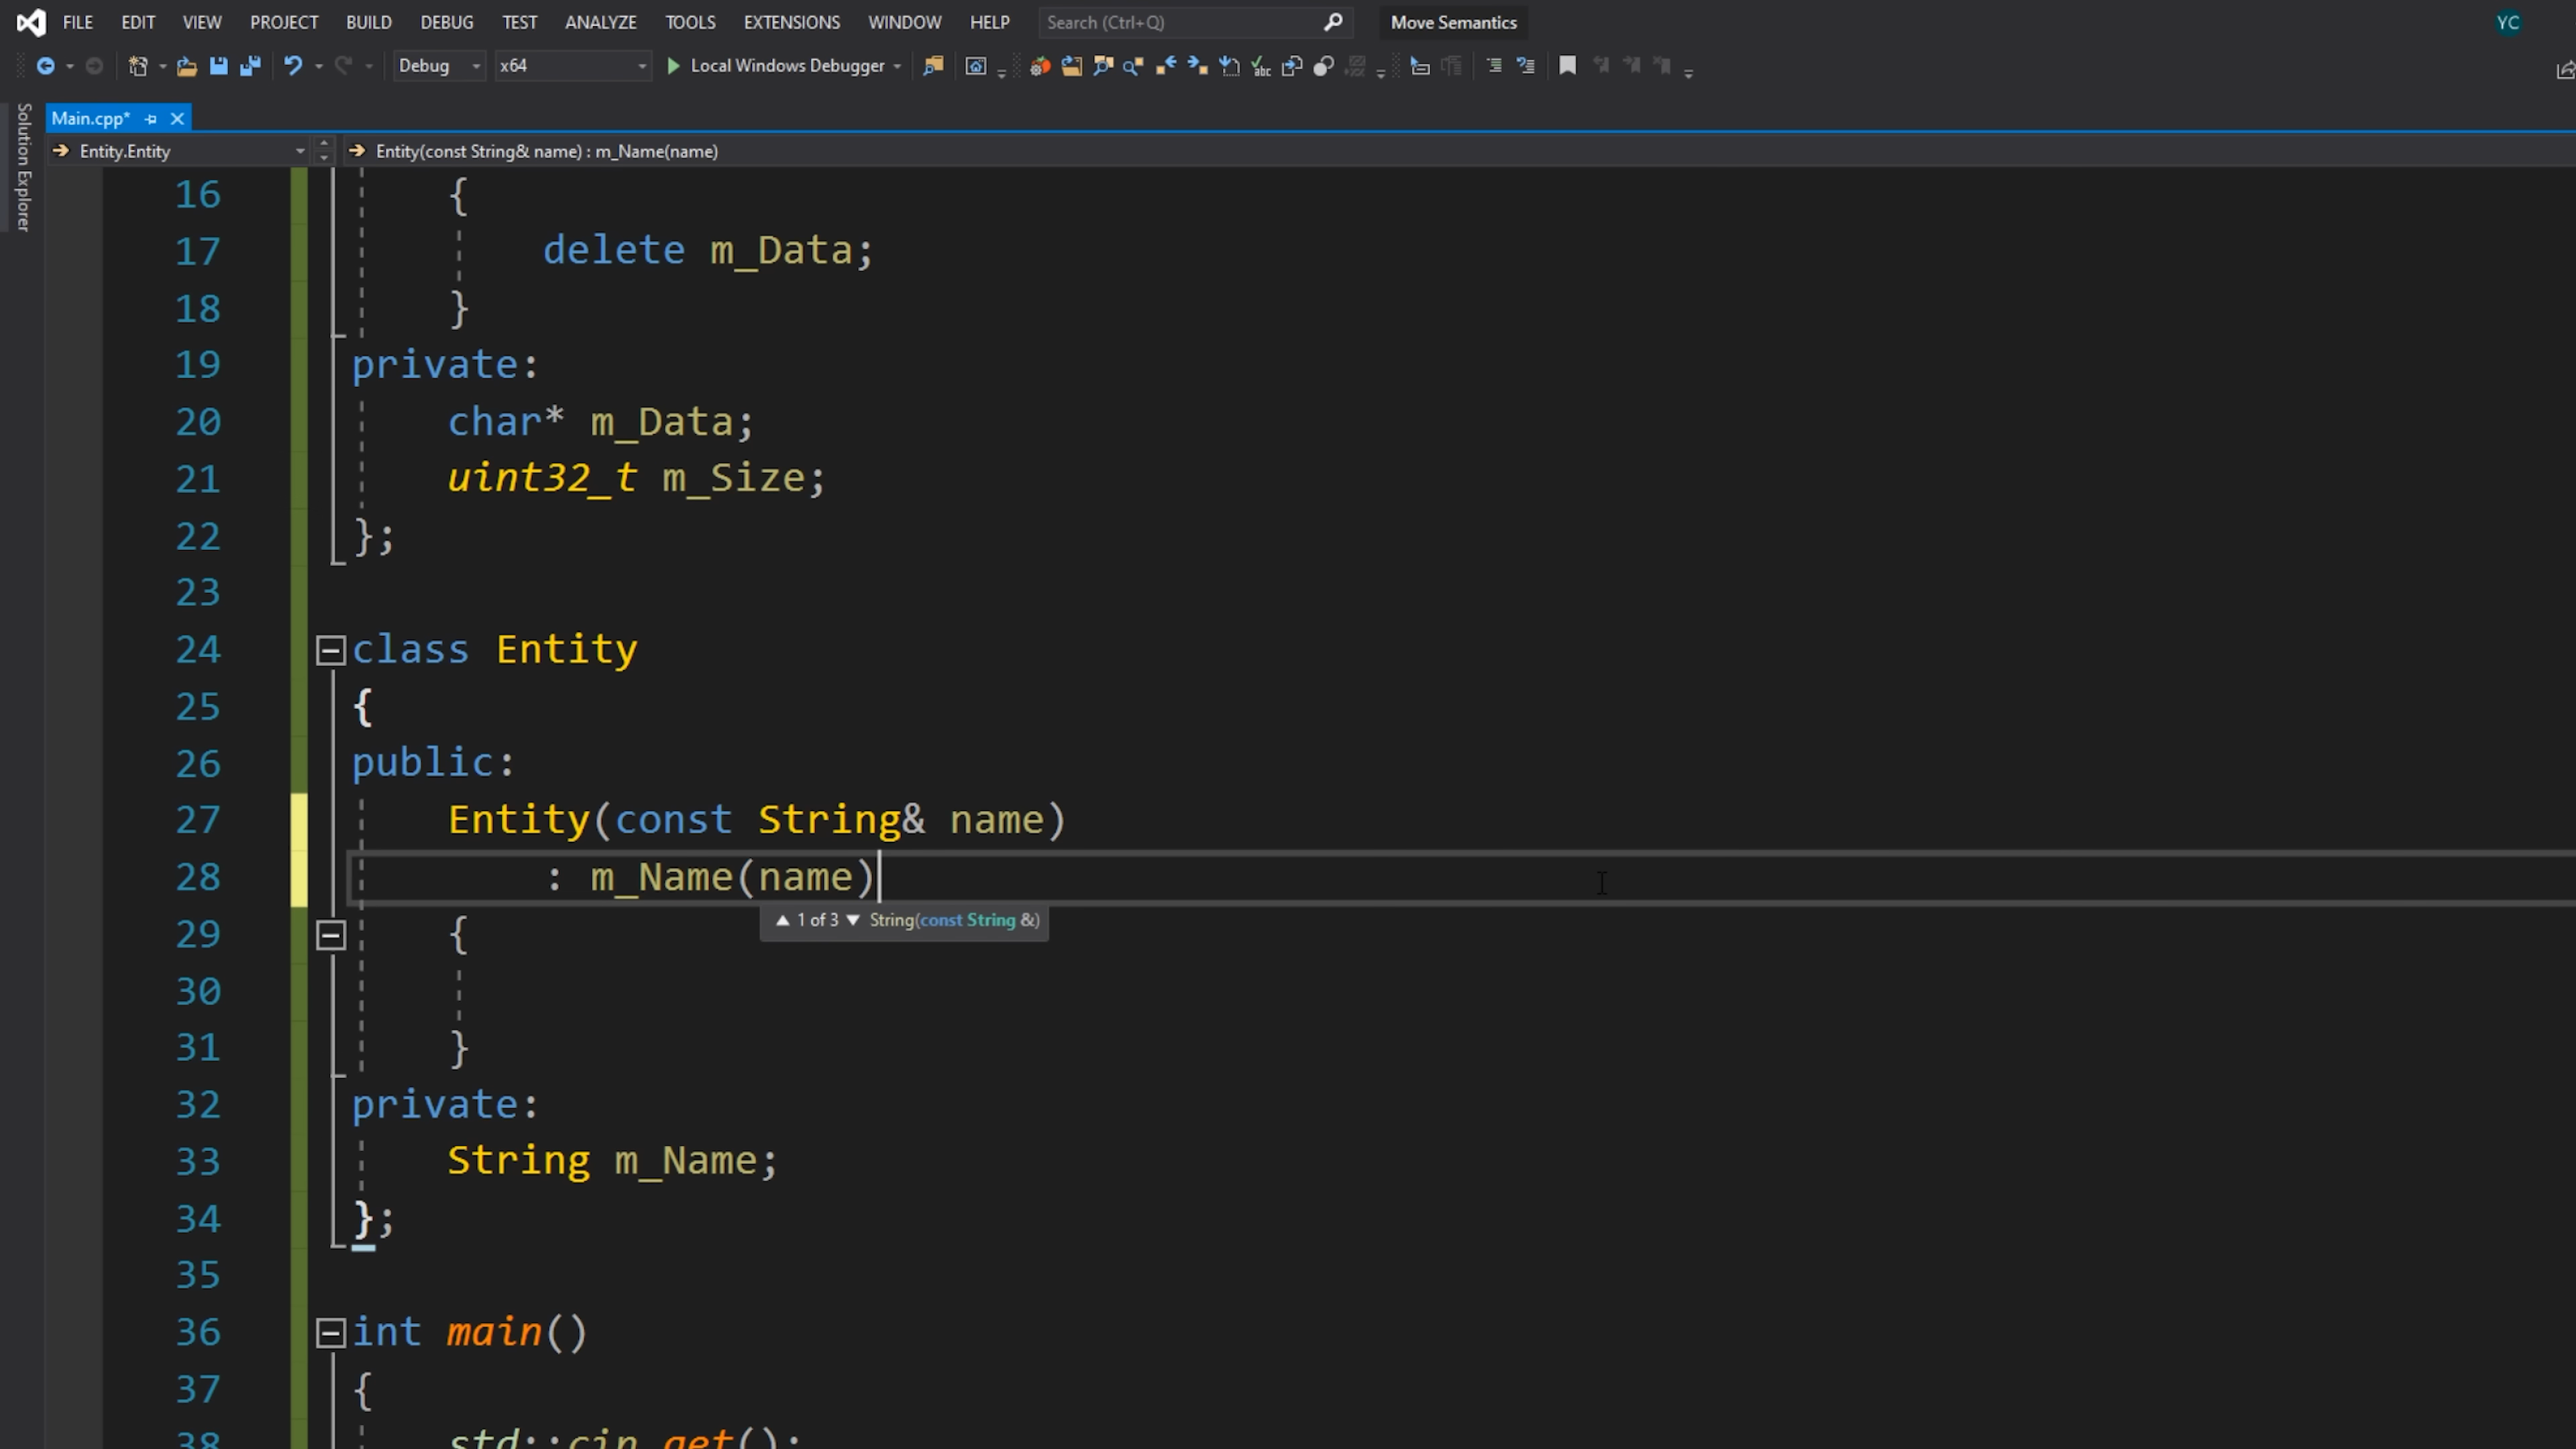 FILE EDIT VIEW PROJECT BUILD DEBUG TEST ANALYZE TOOLS EXTENSIONS WINDOW HELP Search (Ctrl+Q) Move Semantics YC
Debug x64 Local Windows Debugger
Solution Explorer
Main.cpp*
Entity.Entity Entity(const String& name) : m_Name(name)
16 {
17 delete m_Data;
18 }
19 private:
20 char* m_Data;
21 uint32_t m_Size;
22 };
23
24 class Entity
25 {
26 public:
27 Entity(const String& name)
28 : m_Name(name)
1 of 3 String(const String &)
29 {
30
31 }
32 private:
33 String m_Name;
34 };
35
36 int main()
37 {
38 std::cin.get();